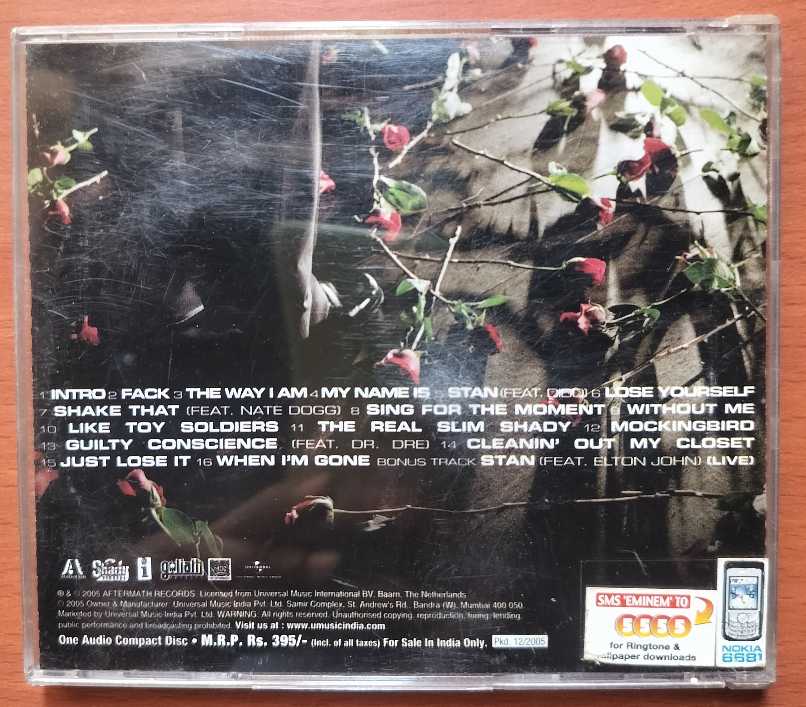 1 INTRO 2 FACK 3 THE WAY I AM 4 MY NAME IS 5 STAN (FEAT. DIDO) 6 LOSE YOURSELF
7 SHAKE THAT (FEAT. NATE DOGG) 8 SING FOR THE MOMENT 9 WITHOUT ME
10 LIKE TOY SOLDIERS 11 THE REAL SLIM SHADY 12 MOCKINGBIRD
13 GUILTY CONSCIENCE (FEAT. DR. DRE) 14 CLEANIN' OUT MY CLOSET
15 JUST LOSE IT 16 WHEN I'M GONE BONUS TRACK STAN (FEAT. ELTON JOHN) (LIVE)
Shady goliath UNIVERSAL
℗ & © 2005 AFTERMATH RECORDS. Licensed from Universal Music International BV, Baarn, The Netherlands
© 2005 Owner & Manufacturer: Universal Music India Pvt. Ltd. Samir Complex, St. Andrew's Rd., Bandra (W), Mumbai 400 050.
Marketed by Universal Music India Pvt. Ltd. WARNING: All rights reserved. Unauthorised copying, reproduction, hiring, lending,
public performance and broadcasting prohibited. Visit us at : www.umusicindia.com
One Audio Compact Disc • M.R.P. Rs. 395/- (Incl. of all taxes) For Sale In India Only. Pkd. 12/2005
SMS 'EMINEM' TO
for Ringtone &
wallpaper downloads
NOKIA
6681